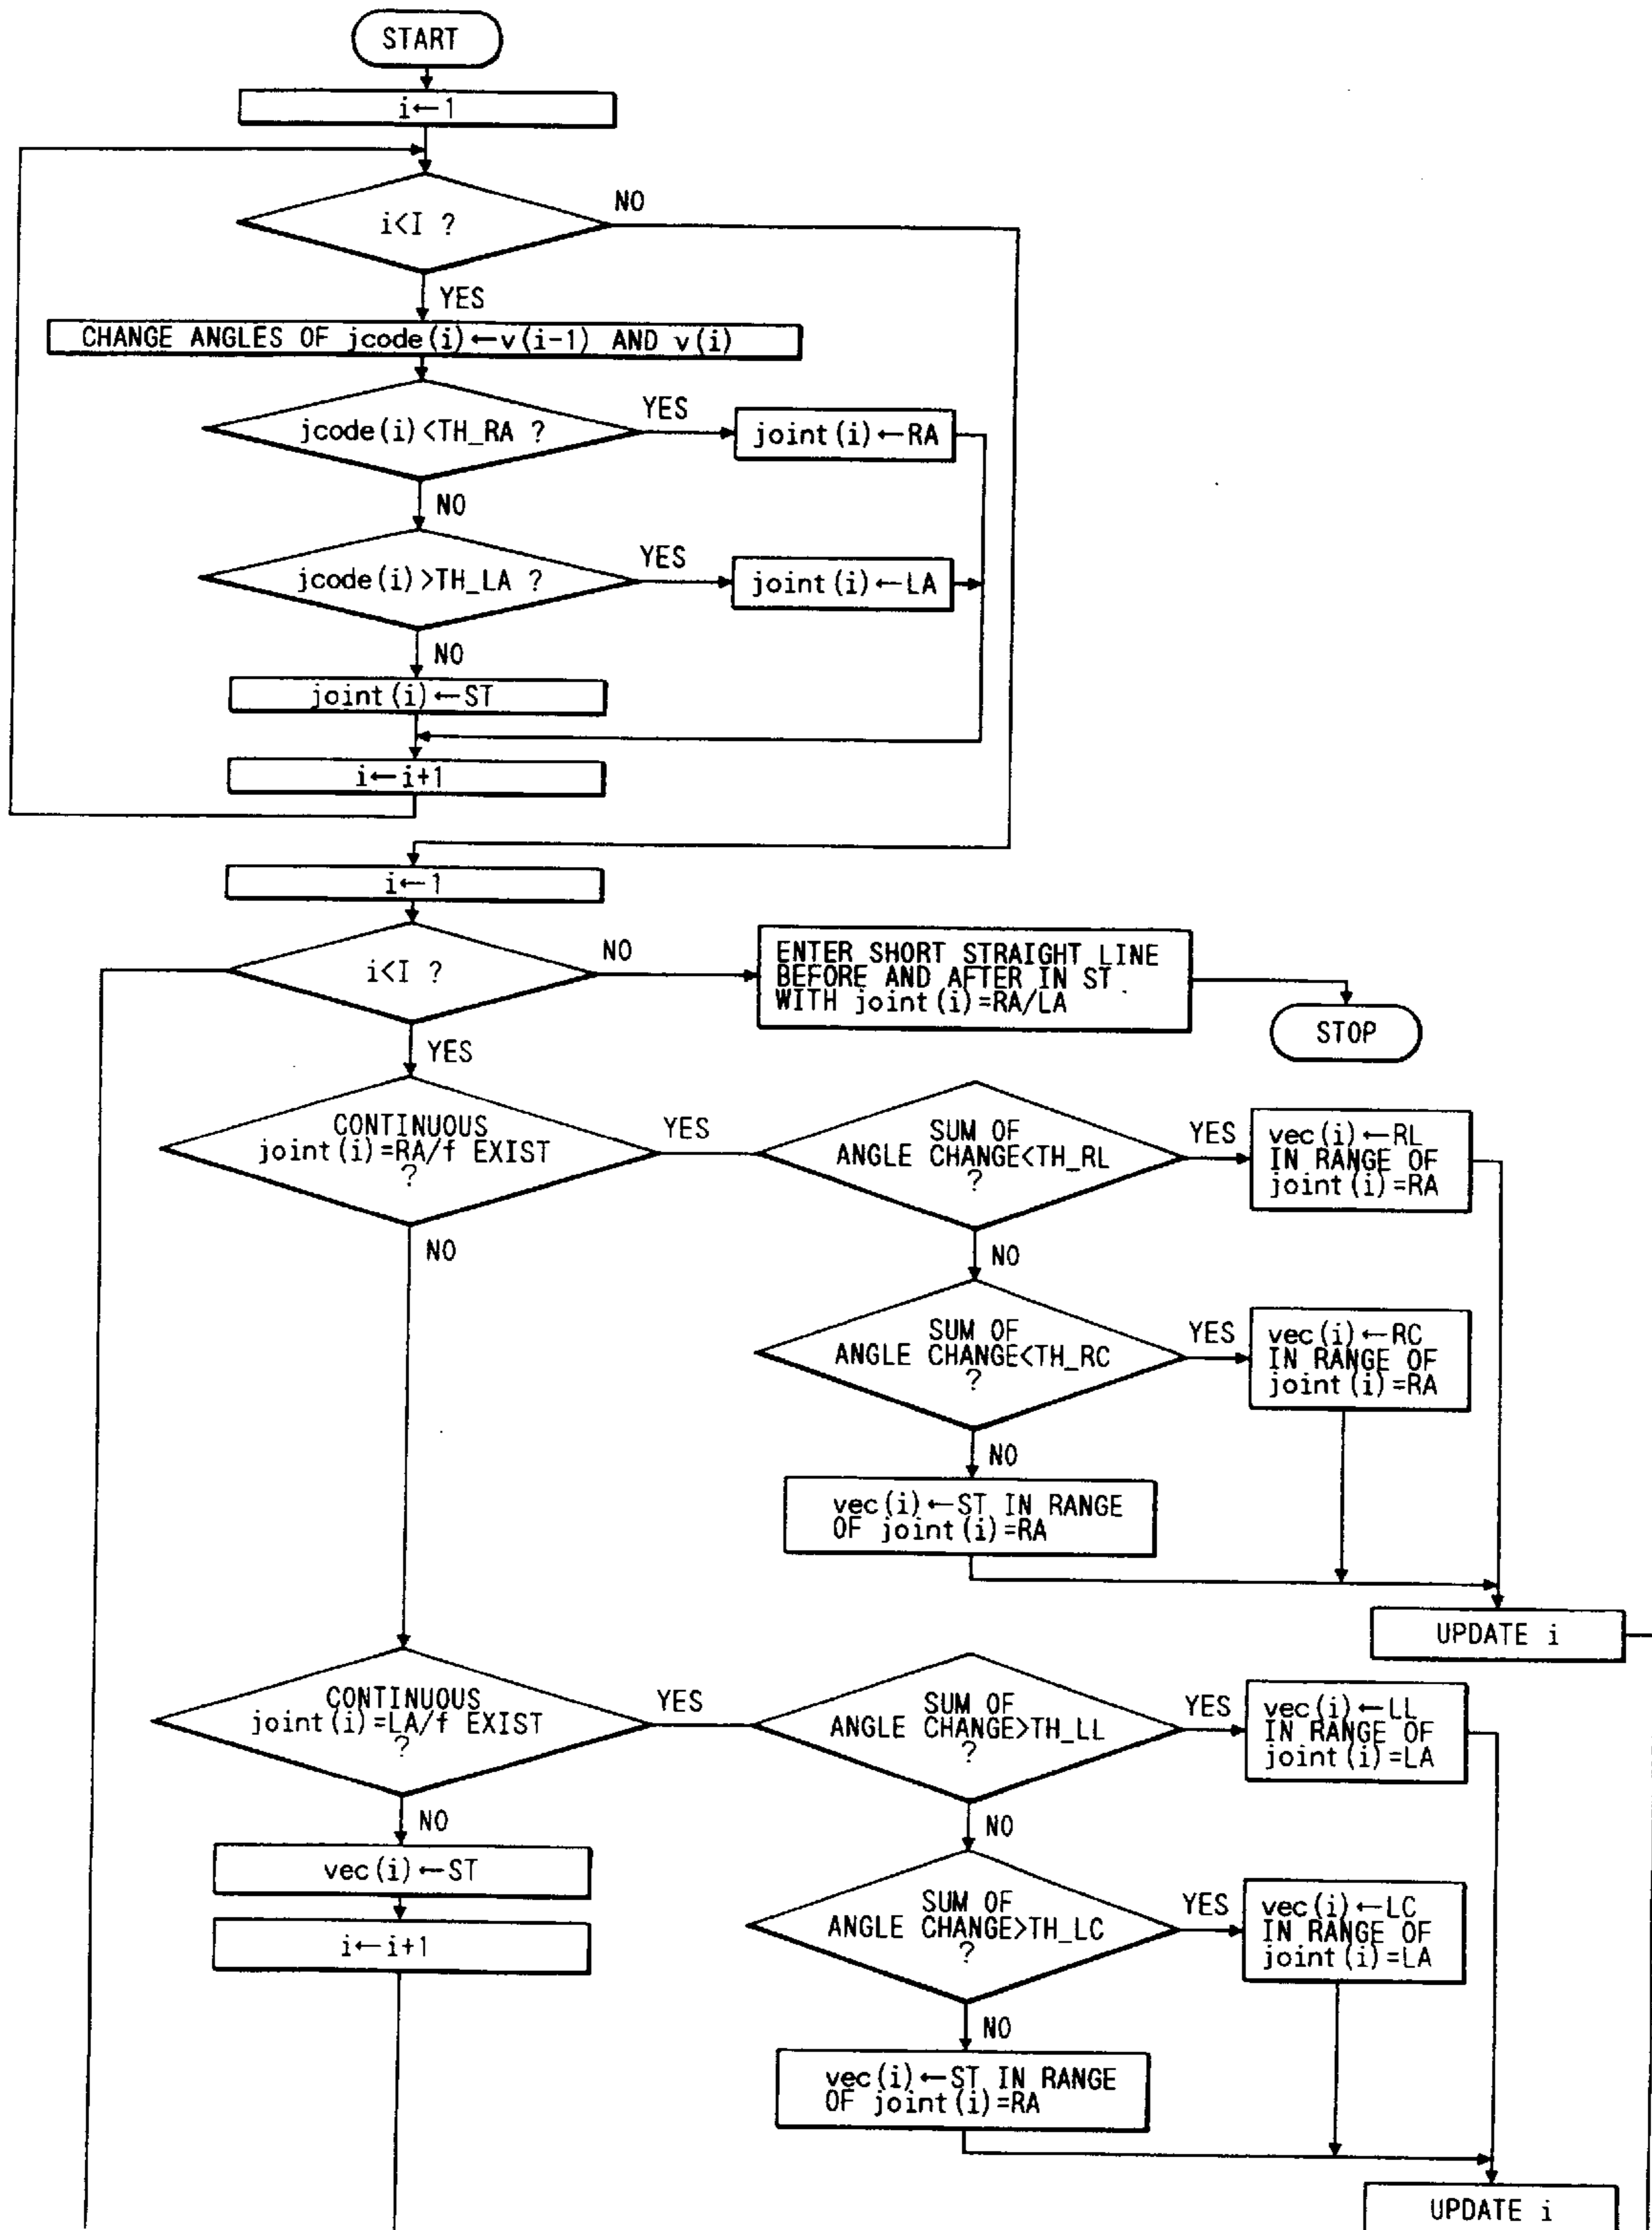 START
i←1
i<I ?
NO
YES
CHANGE ANGLES OF jcode(i)←v(i-1) AND v(i)
jcode(i)<TH_RA ?
YES
joint(i)←RA
NO
jcode(i)>TH_LA ?
YES
joint(i)←LA
NO
joint(i)←ST
i←i+1
i←1
i<I ?
NO
ENTER SHORT STRAIGHT LINE
BEFORE AND AFTER IN ST
WITH joint(i)=RA/LA
STOP
YES
CONTINUOUS
joint(i)=RA/f EXIST
?
YES
SUM OF
ANGLE CHANGE<TH_RL
?
YES
vec(i)←RL
IN RANGE OF
joint(i)=RA
NO
NO
SUM OF
ANGLE CHANGE<TH_RC
?
YES
vec(i)←RC
IN RANGE OF
joint(i)=RA
NO
vec(i)←ST IN RANGE
OF joint(i)=RA
UPDATE i
CONTINUOUS
joint(i)=LA/f EXIST
?
YES
SUM OF
ANGLE CHANGE>TH_LL
?
YES
vec(i)←LL
IN RANGE OF
joint(i)=LA
NO
NO
vec(i)←ST
i←i+1
SUM OF
ANGLE CHANGE>TH_LC
?
YES
vec(i)←LC
IN RANGE OF
joint(i)=LA
NO
vec(i)←ST IN RANGE
OF joint(i)=RA
UPDATE i